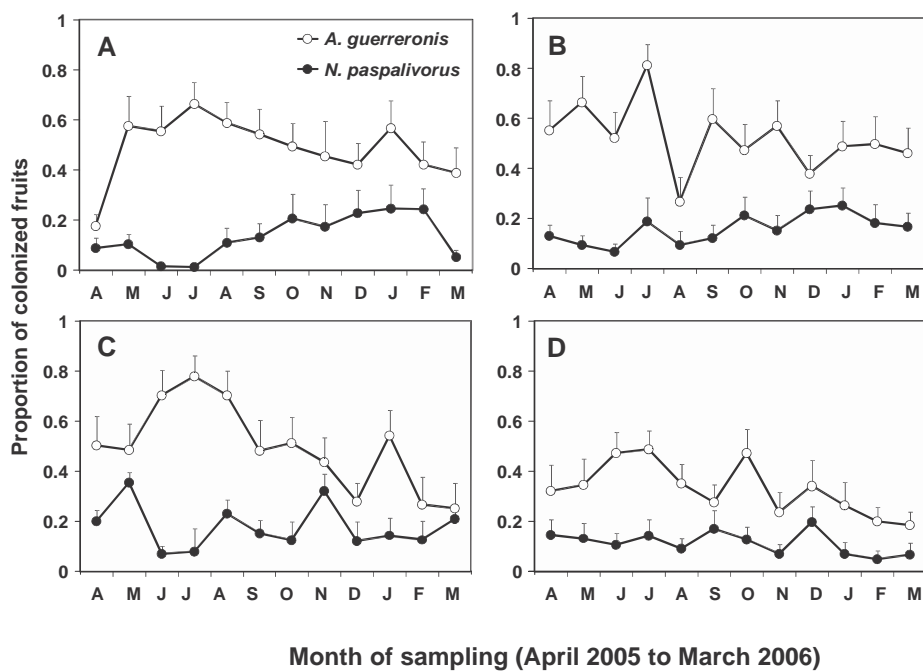 1
0.8
0.6
0.4
0.2
0
A
A. guerreronis
N. paspalivorus
A M J J A S O N D J F M
1
0.8
0.6
0.4
0.2
0
B
A M J J A S O N D J F M
1
0.8
0.6
0.4
0.2
0
C
A M J J A S O N D J F M
1
0.8
0.6
0.4
0.2
0
D
A M J J A S O N D J F M
Proportion of colonized fruits
Month of sampling (April 2005 to March 2006)